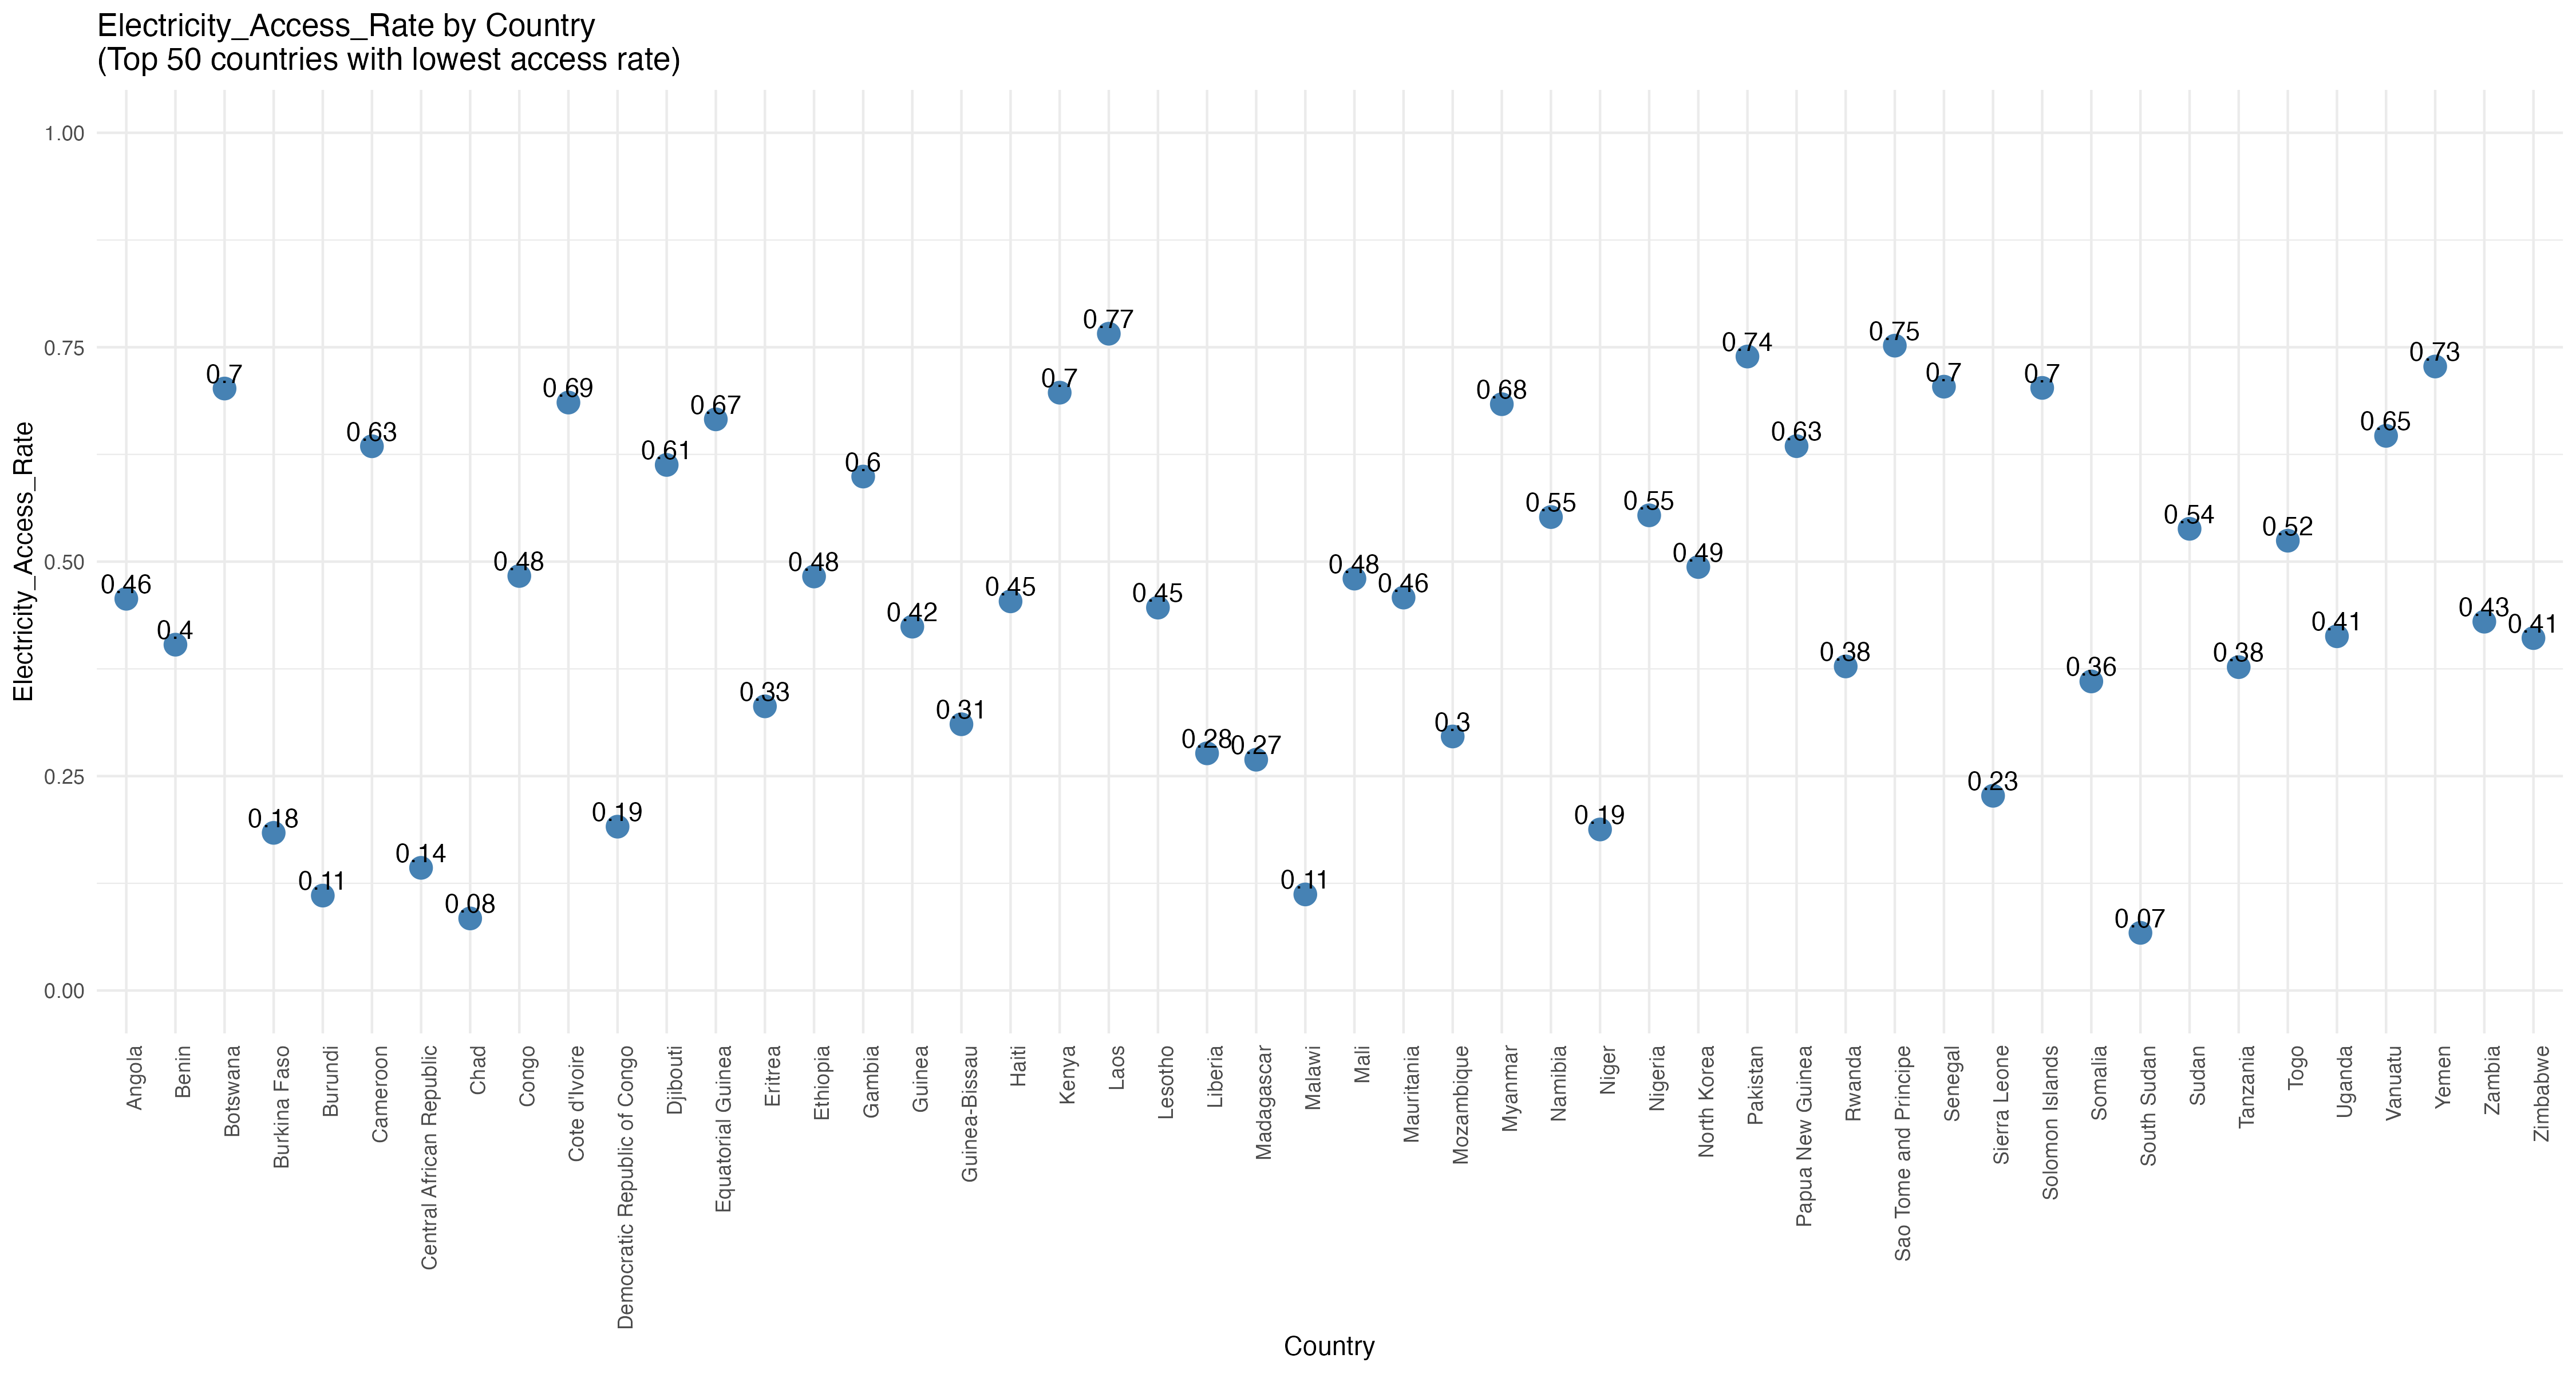 Electricity_Access_Rate by Country
(Top 50 countries with lowest access rate)
Electricity_Access_Rate
1.00
0.75
0.50
0.25
0.00
0.46
0.4
0.7
0.18
0.11
0.63
0.14
0.08
0.48
0.69
0.19
0.61
0.67
0.33
0.48
0.6
0.42
0.31
0.45
0.7
0.77
0.45
0.28
0.27
0.11
0.48
0.46
0.3
0.68
0.55
0.19
0.55
0.49
0.74
0.63
0.38
0.75
0.7
0.23
0.7
0.36
0.07
0.54
0.38
0.52
0.41
0.65
0.73
0.43
0.41
Angola
Benin
Botswana
Burkina Faso
Burundi
Cameroon
Central African Republic
Chad
Congo
Cote d'Ivoire
Democratic Republic of Congo
Djibouti
Equatorial Guinea
Eritrea
Ethiopia
Gambia
Guinea
Guinea-Bissau
Haiti
Kenya
Laos
Lesotho
Liberia
Madagascar
Malawi
Mali
Mauritania
Mozambique
Myanmar
Namibia
Niger
Nigeria
North Korea
Pakistan
Papua New Guinea
Rwanda
Sao Tome and Principe
Senegal
Sierra Leone
Solomon Islands
Somalia
South Sudan
Sudan
Tanzania
Togo
Uganda
Vanuatu
Yemen
Zambia
Zimbabwe
Country